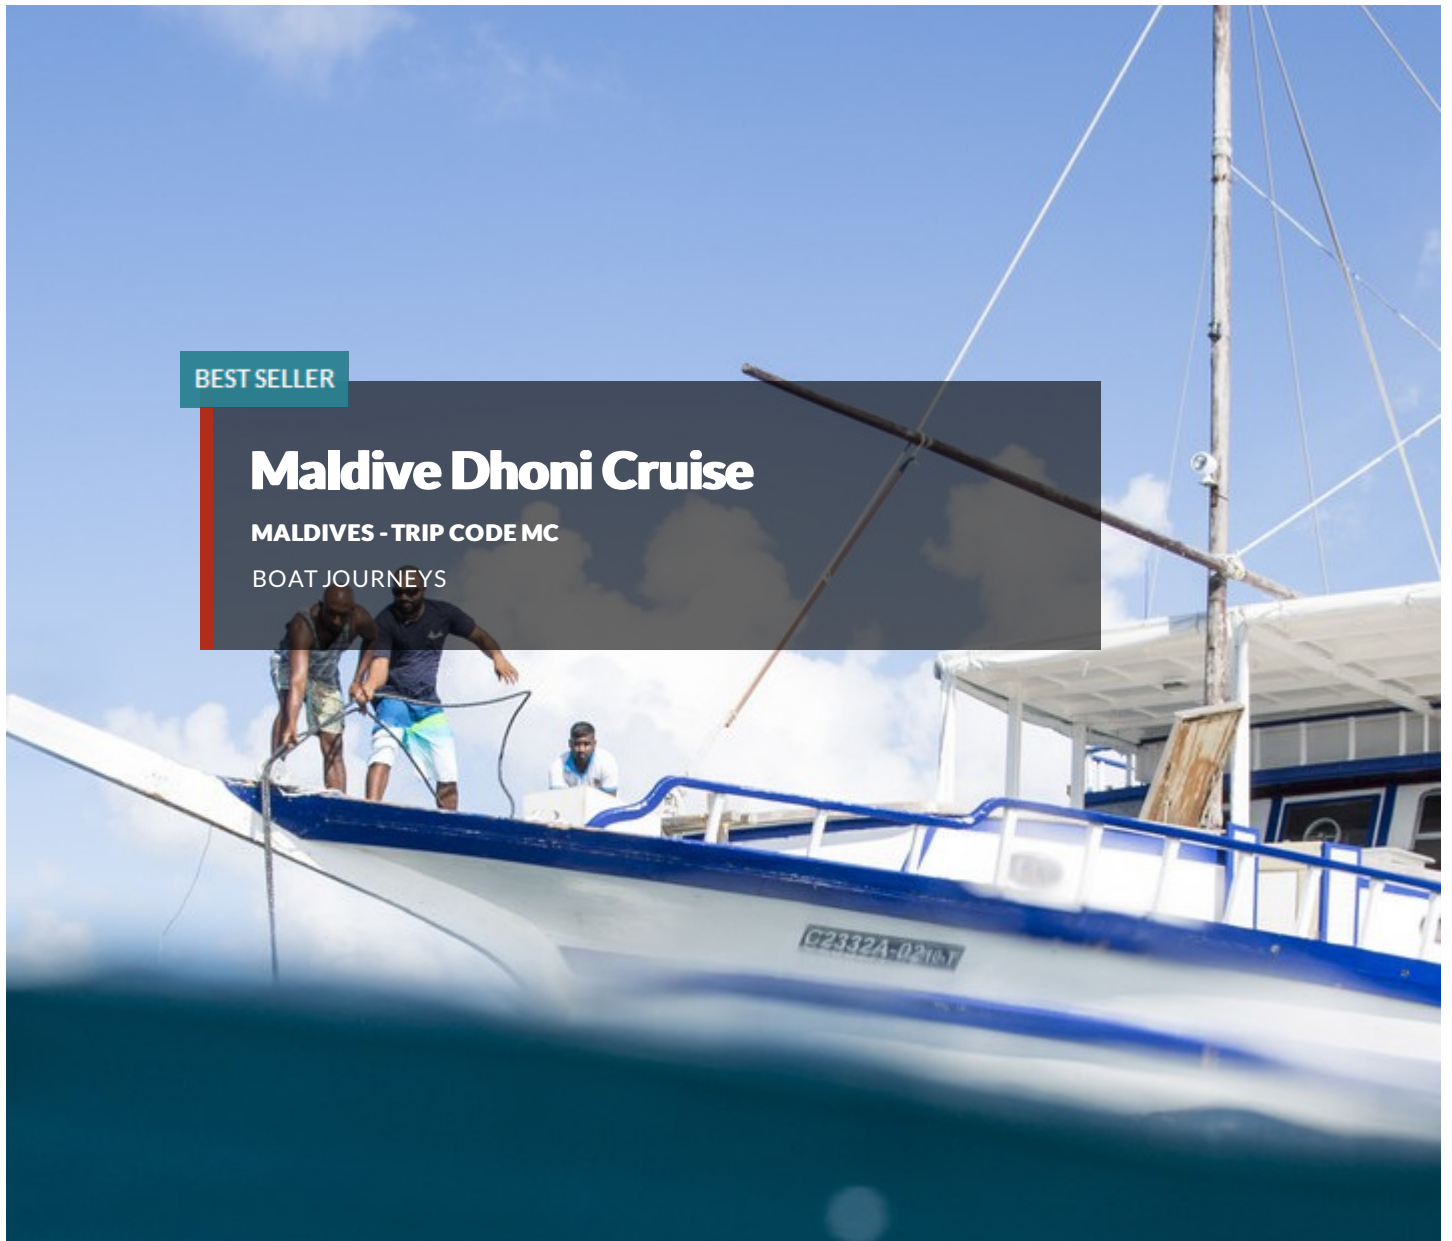 BEST SELLER
Maldive Dhoni Cruise
MALDIVES - TRIP CODE MC
BOAT JOURNEYS
C2332A-02